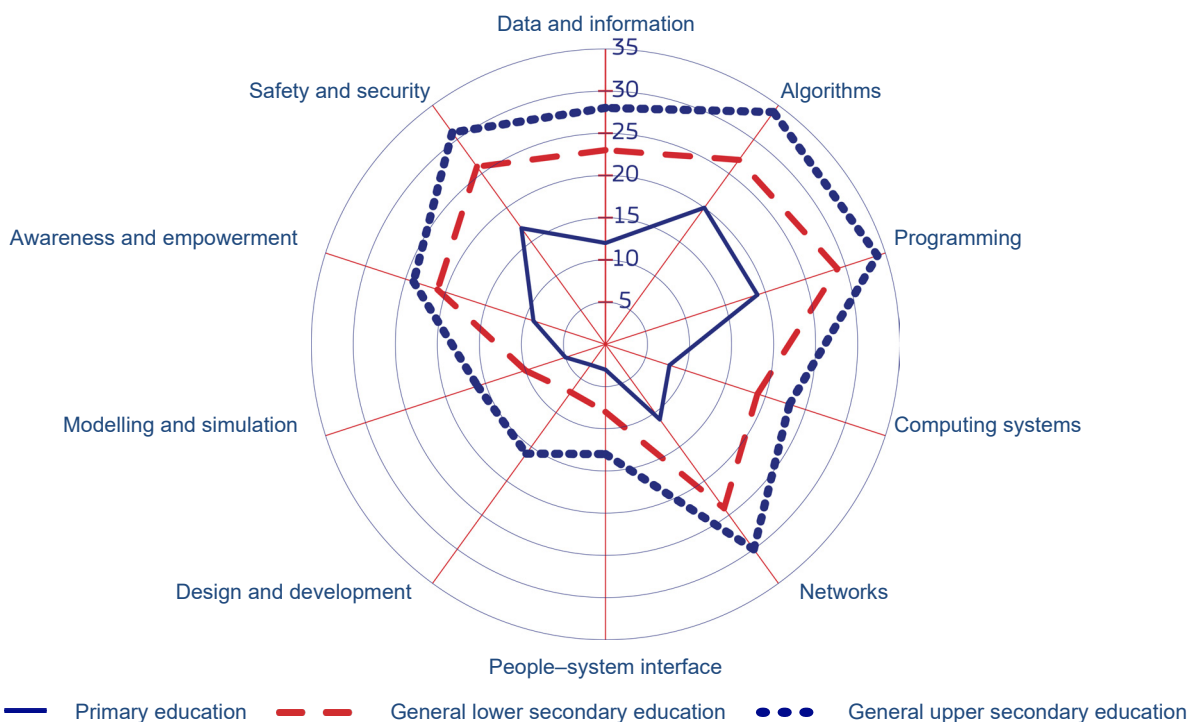 Data and information
35
Safety and security
30
Algorithms
25
20
15
Awareness and empowerment
Programming
10
5
Modelling and simulation
Computing systems
Design and development
Networks
People–system interface
Primary education
General lower secondary education
General upper secondary education